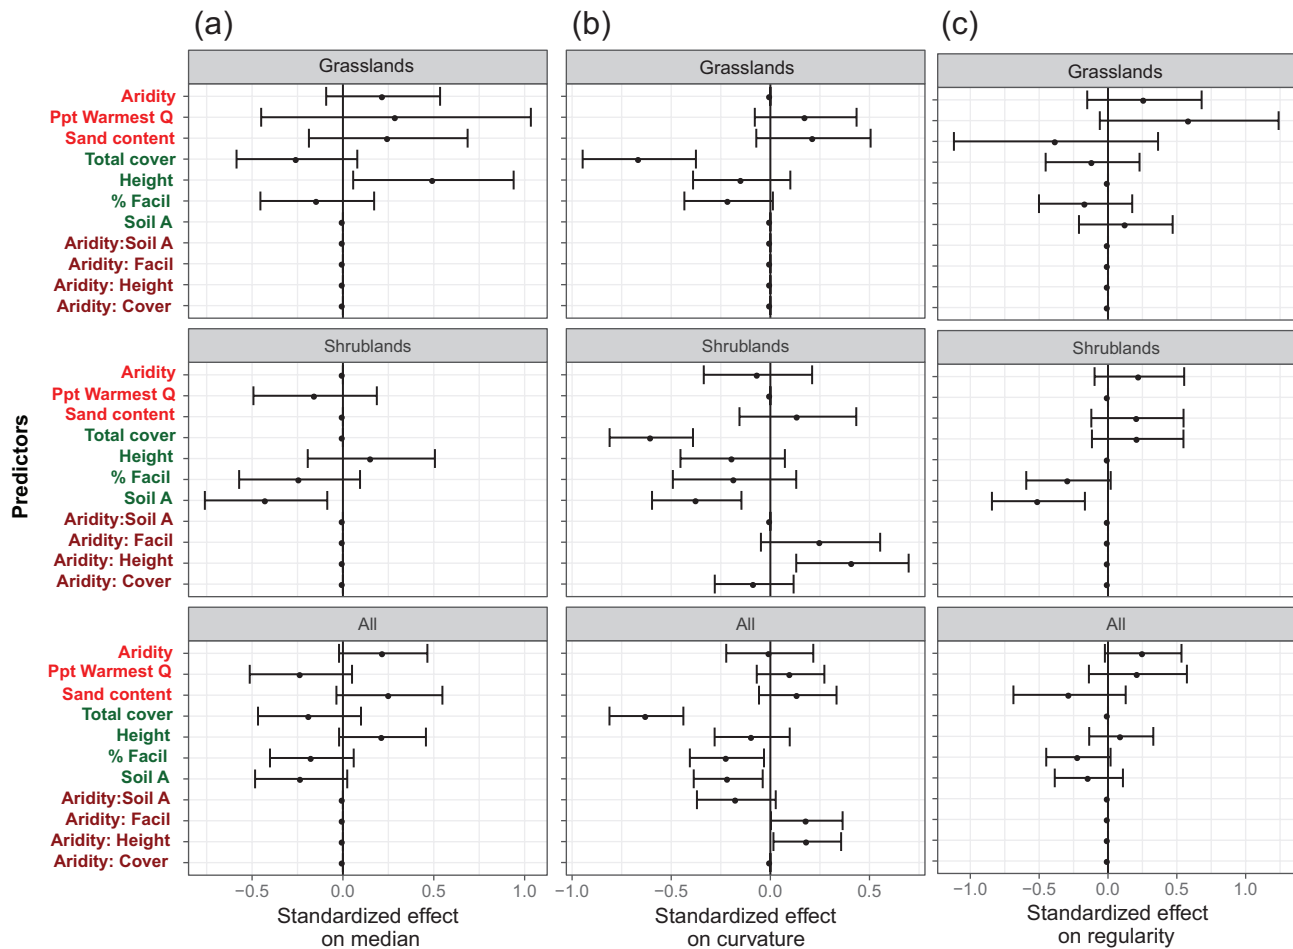 (a)
(b)
(c)
Grasslands
Grasslands
Grasslands
Aridity
Ppt Warmest Q
Sand content
Total cover
Height
% Facil
Soil A
Aridity:Soil A
Aridity: Facil
Aridity: Height
Aridity: Cover
Shrublands
Shrublands
Shrublands
Predictors
Aridity
Ppt Warmest Q
Sand content
Total cover
Height
% Facil
Soil A
Aridity:Soil A
Aridity: Facil
Aridity: Height
Aridity: Cover
All
All
All
Aridity
Ppt Warmest Q
Sand content
Total cover
Height
% Facil
Soil A
Aridity:Soil A
Aridity: Facil
Aridity: Height
Aridity: Cover
−0.5 0.0 0.5 1.0
−1.0 −0.5 0.0 0.5
−1.0 −0.5 0.0 0.5 1.0
Standardized effect
on median
Standardized effect
on curvature
Standardized effect
on regularity